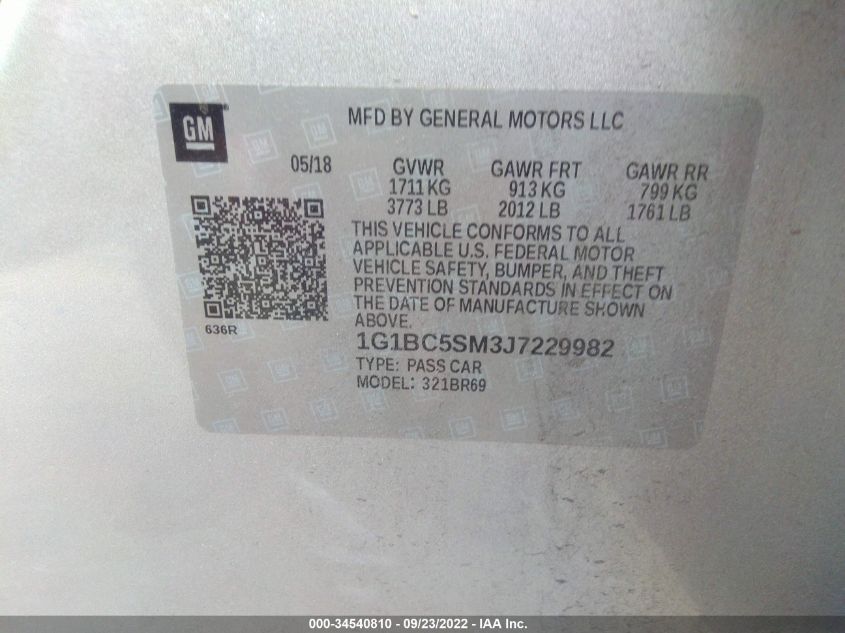 GM
MFD BY GENERAL MOTORS LLC
05/18 GVWR GAWR FRT GAWR RR
1711 KG 913 KG 799 KG
3773 LB 2012 LB 1761 LB
THIS VEHICLE CONFORMS TO ALL
APPLICABLE U.S. FEDERAL MOTOR
VEHICLE SAFETY, BUMPER, AND THEFT
PREVENTION STANDARDS IN EFFECT ON
THE DATE OF MANUFACTURE SHOWN
ABOVE.
636R
1G1BC5SM3J7229982
TYPE: PASS CAR
MODEL: 321BR69
000-34540810 - 09/23/2022 - IAA Inc.